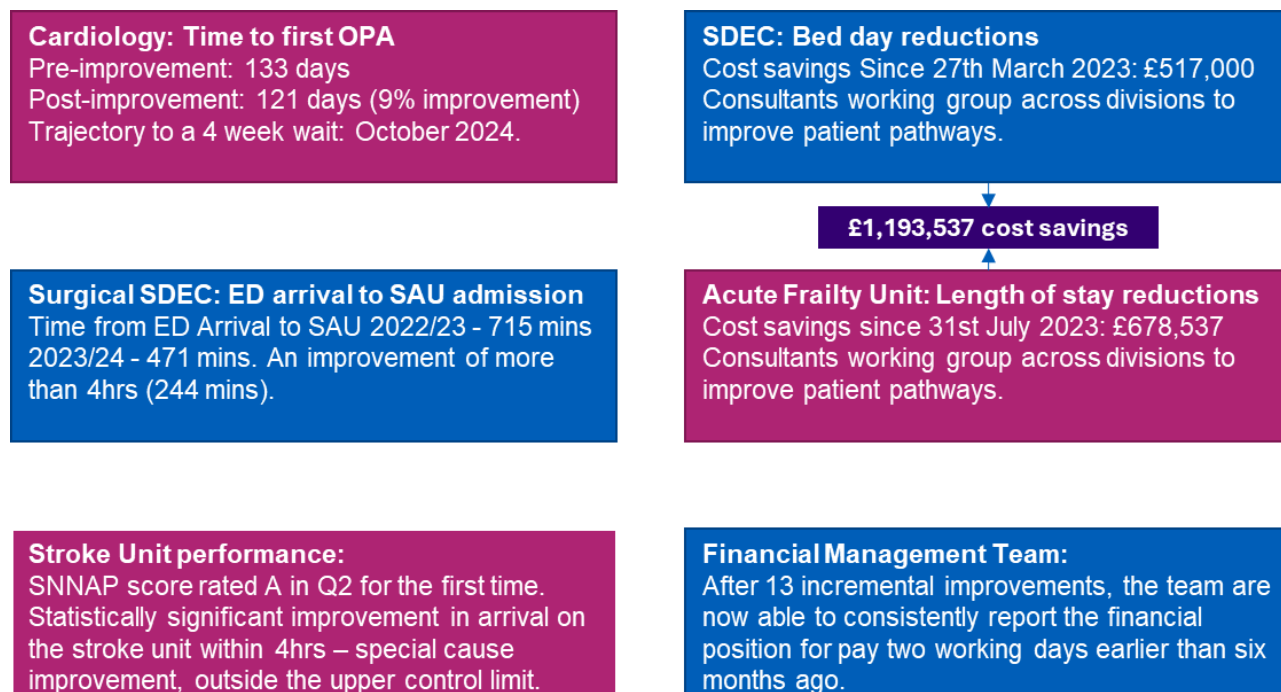 Cardiology: Time to first OPA
Pre-improvement: 133 days
Post-improvement: 121 days (9% improvement)
Trajectory to a 4 week wait: October 2024.
SDEC: Bed day reductions
Cost savings Since 27th March 2023: £517,000
Consultants working group across divisions to
improve patient pathways.
£1,193,537 cost savings
Surgical SDEC: ED arrival to SAU admission
Time from ED Arrival to SAU 2022/23 - 715 mins
2023/24 - 471 mins. An improvement of more
than 4hrs (244 mins).
Acute Frailty Unit: Length of stay reductions
Cost savings since 31st July 2023: £678,537
Consultants working group across divisions to
improve patient pathways.
Stroke Unit performance:
SNNAP score rated A in Q2 for the first time.
Statistically significant improvement in arrival on
the stroke unit within 4hrs – special cause
improvement, outside the upper control limit.
Financial Management Team:
After 13 incremental improvements, the team are
now able to consistently report the financial
position for pay two working days earlier than six
months ago.